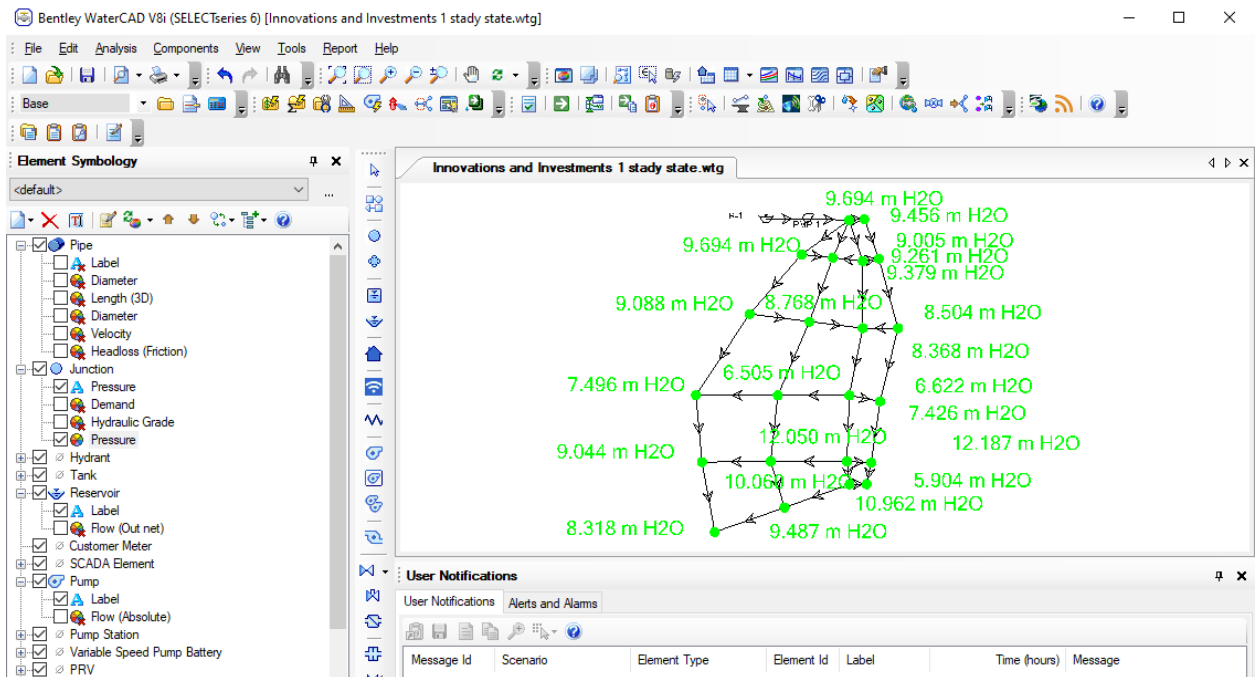 Bentley WaterCAD V8i (SELECTseries 6) [Innovations and Investments 1 stady state.wtg]
File Edit Analysis Components View Tools Report Help
Base
Element Symbology
<default>
...
Pipe
Label
Diameter
Length (3D)
Diameter
Velocity
Headloss (Friction)
Junction
Pressure
Demand
Hydraulic Grade
Pressure
Hydrant
Tank
Reservoir
Label
Flow (Out net)
Customer Meter
SCADA Element
Pump
Label
Flow (Absolute)
Pump Station
Variable Speed Pump Battery
PRV
Innovations and Investments 1 stady state.wtg
9.694 m H2O
R-1
9.456 m H2O
9.694 m H2O
9.005 m H2O
9.261 m H2O
9.379 m H2O
9.088 m H2O
8.768 m H2O
8.504 m H2O
8.368 m H2O
7.496 m H2O
6.505 m H2O
6.622 m H2O
7.426 m H2O
9.044 m H2O
12.050 m H2O
12.187 m H2O
5.904 m H2O
10.962 m H2O
8.318 m H2O
9.487 m H2O
User Notifications
User Notifications Alerts and Alarms
Message Id Scenario Element Type Element Id Label Time (hours) Message